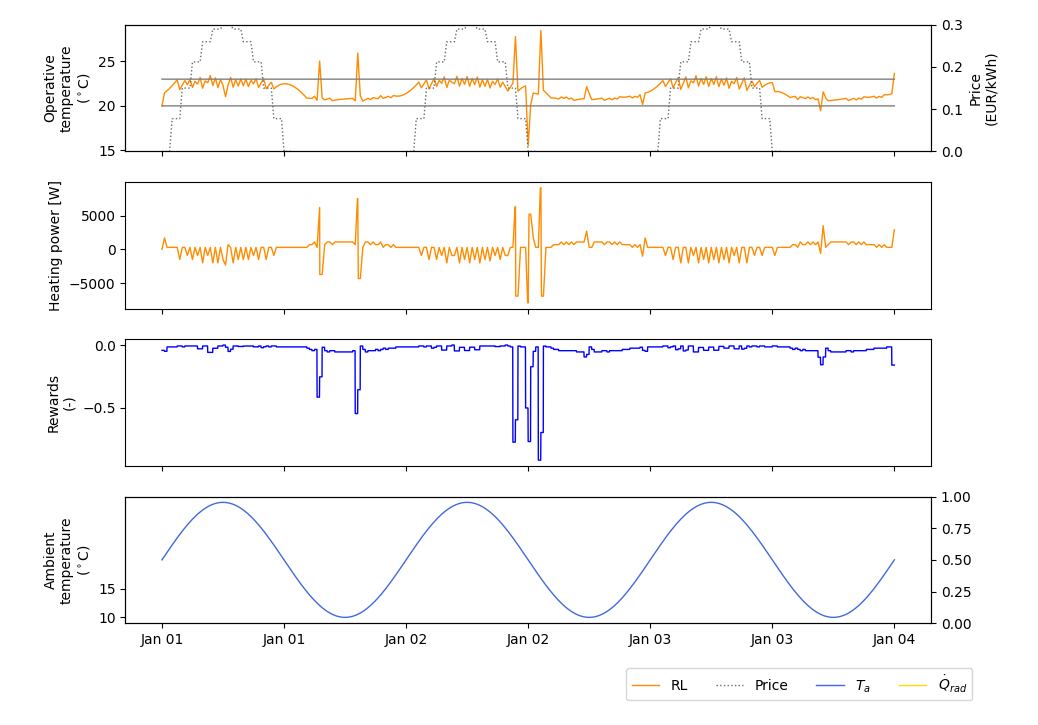 Operative
temperature
(°C)
25
20
15
0.3
0.2
0.1
0.0
Price
(EUR/kWh)
Heating power [W]
5000
0
−5000
Rewards
(-)
0.0
−0.5
Ambient
temperature
(°C)
15
10
1.00
0.75
0.50
0.25
0.00
Jan 01 Jan 01 Jan 02 Jan 02 Jan 03 Jan 03 Jan 04
RL Price T_a Q̇_rad